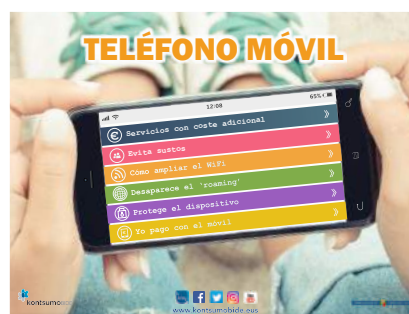 TELÉFONO MÓVIL
12:08
65%
Servicios con coste adicional
Evita sustos
Cómo ampliar el WiFi
Desaparece el 'roaming'
Protege el dispositivo
Yo pago con el móvil
kontsumobide
www.kontsumobide.eus